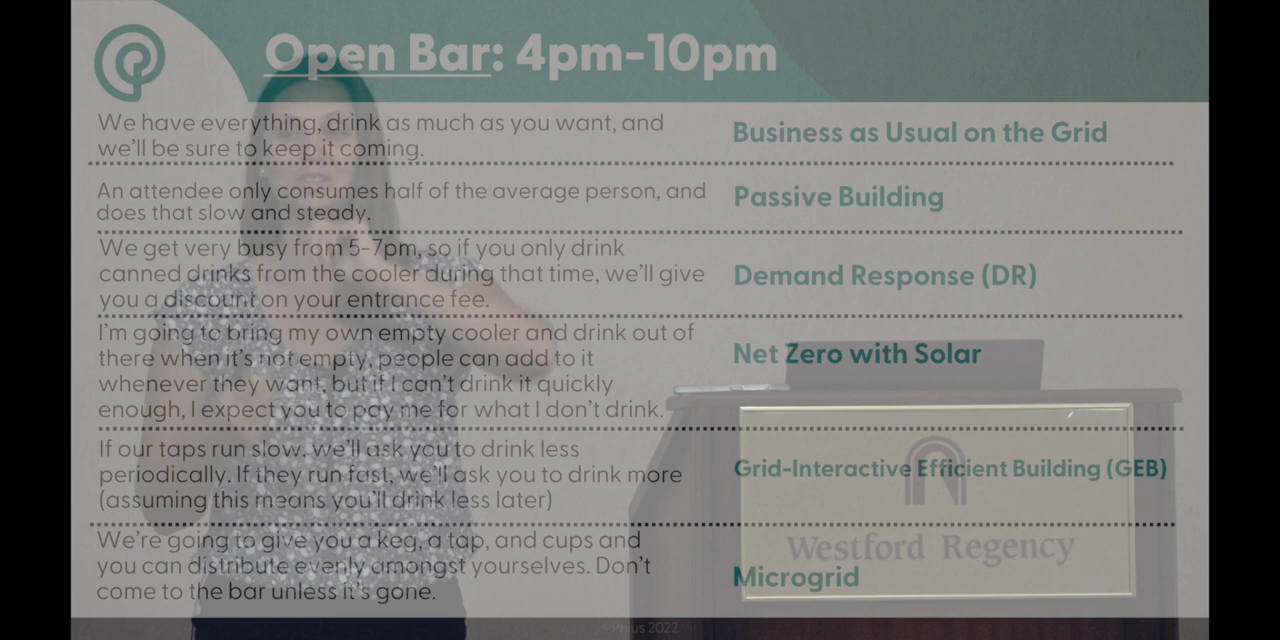 Open Bar: 4pm-10pm
We have everything, drink as much as you want, and
we'll be sure to keep it coming.
Business as Usual on the Grid
An attendee only consumes half of the average person, and
does that slow and steady.
Passive Building
We get very busy from 5-7pm, so if you only drink
canned drinks from the cooler during that time, we'll give
you a discount on your entrance fee.
Demand Response (DR)
I'm going to bring my own empty cooler and drink out of
there when it's not empty, people can add to it
whenever they want, but if I can't drink it quickly
enough, I expect you to pay me for what I don't drink.
Net Zero with Solar
If our taps run slow, we'll ask you to drink less
periodically. If they run fast, we'll ask you to drink more
(assuming this means you'll drink less later)
Grid-Interactive Efficient Building (GEB)
We're going to give you a keg, a tap, and cups and
you can distribute evenly amongst yourselves. Don't
come to the bar unless it's gone.
Microgrid
Westford Regency
2022